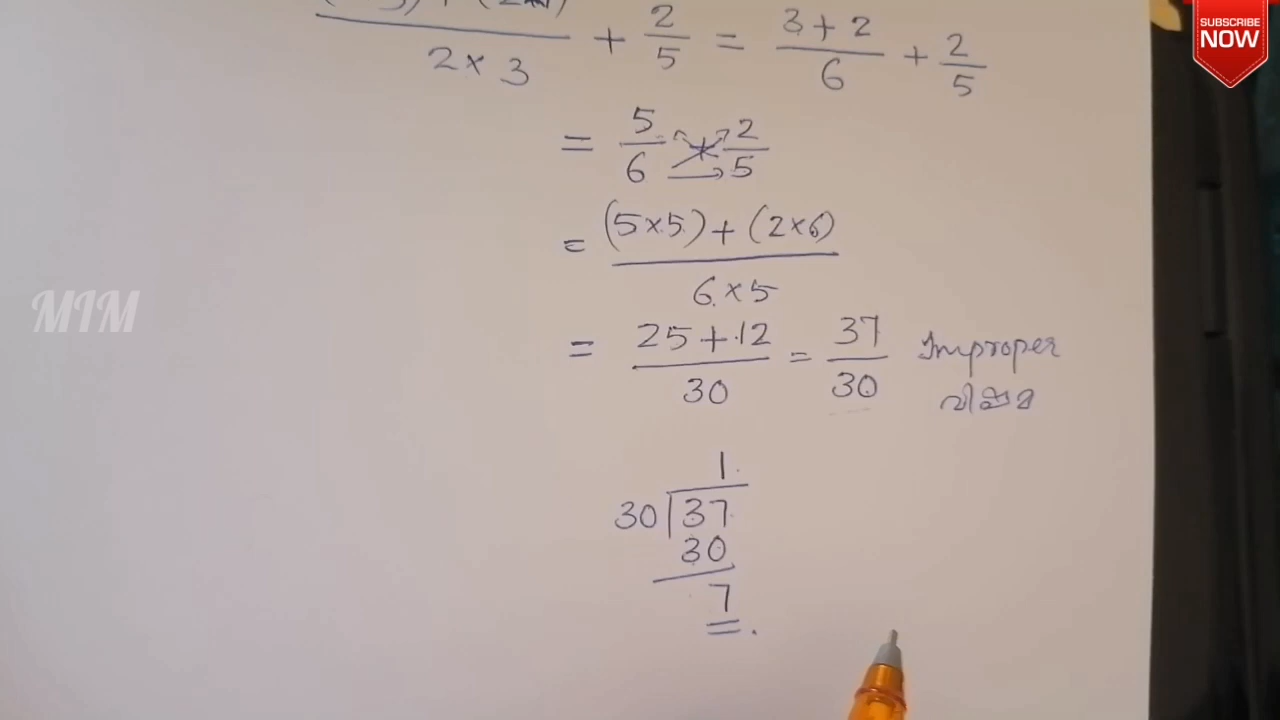 2 × 3 + 2/5 = (3 + 2)/6 + 2/5
= 5/6 + 2/5
= ((5×5) + (2×6))/(6 × 5)
= (25 + 12)/30 = 37/30 Improper
വിഷമ
1
30 37
30
7
MIM
SUBSCRIBE
NOW